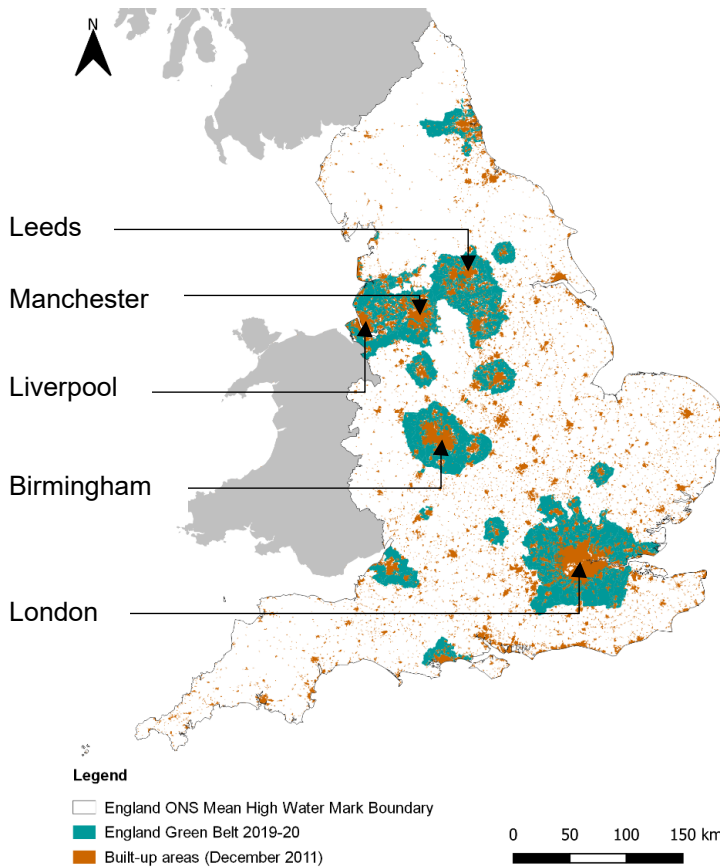 N
Leeds
Manchester
Liverpool
Birmingham
London
Legend
England ONS Mean High Water Mark Boundary
England Green Belt 2019-20
Built-up areas (December 2011)
0 50 100 150 km